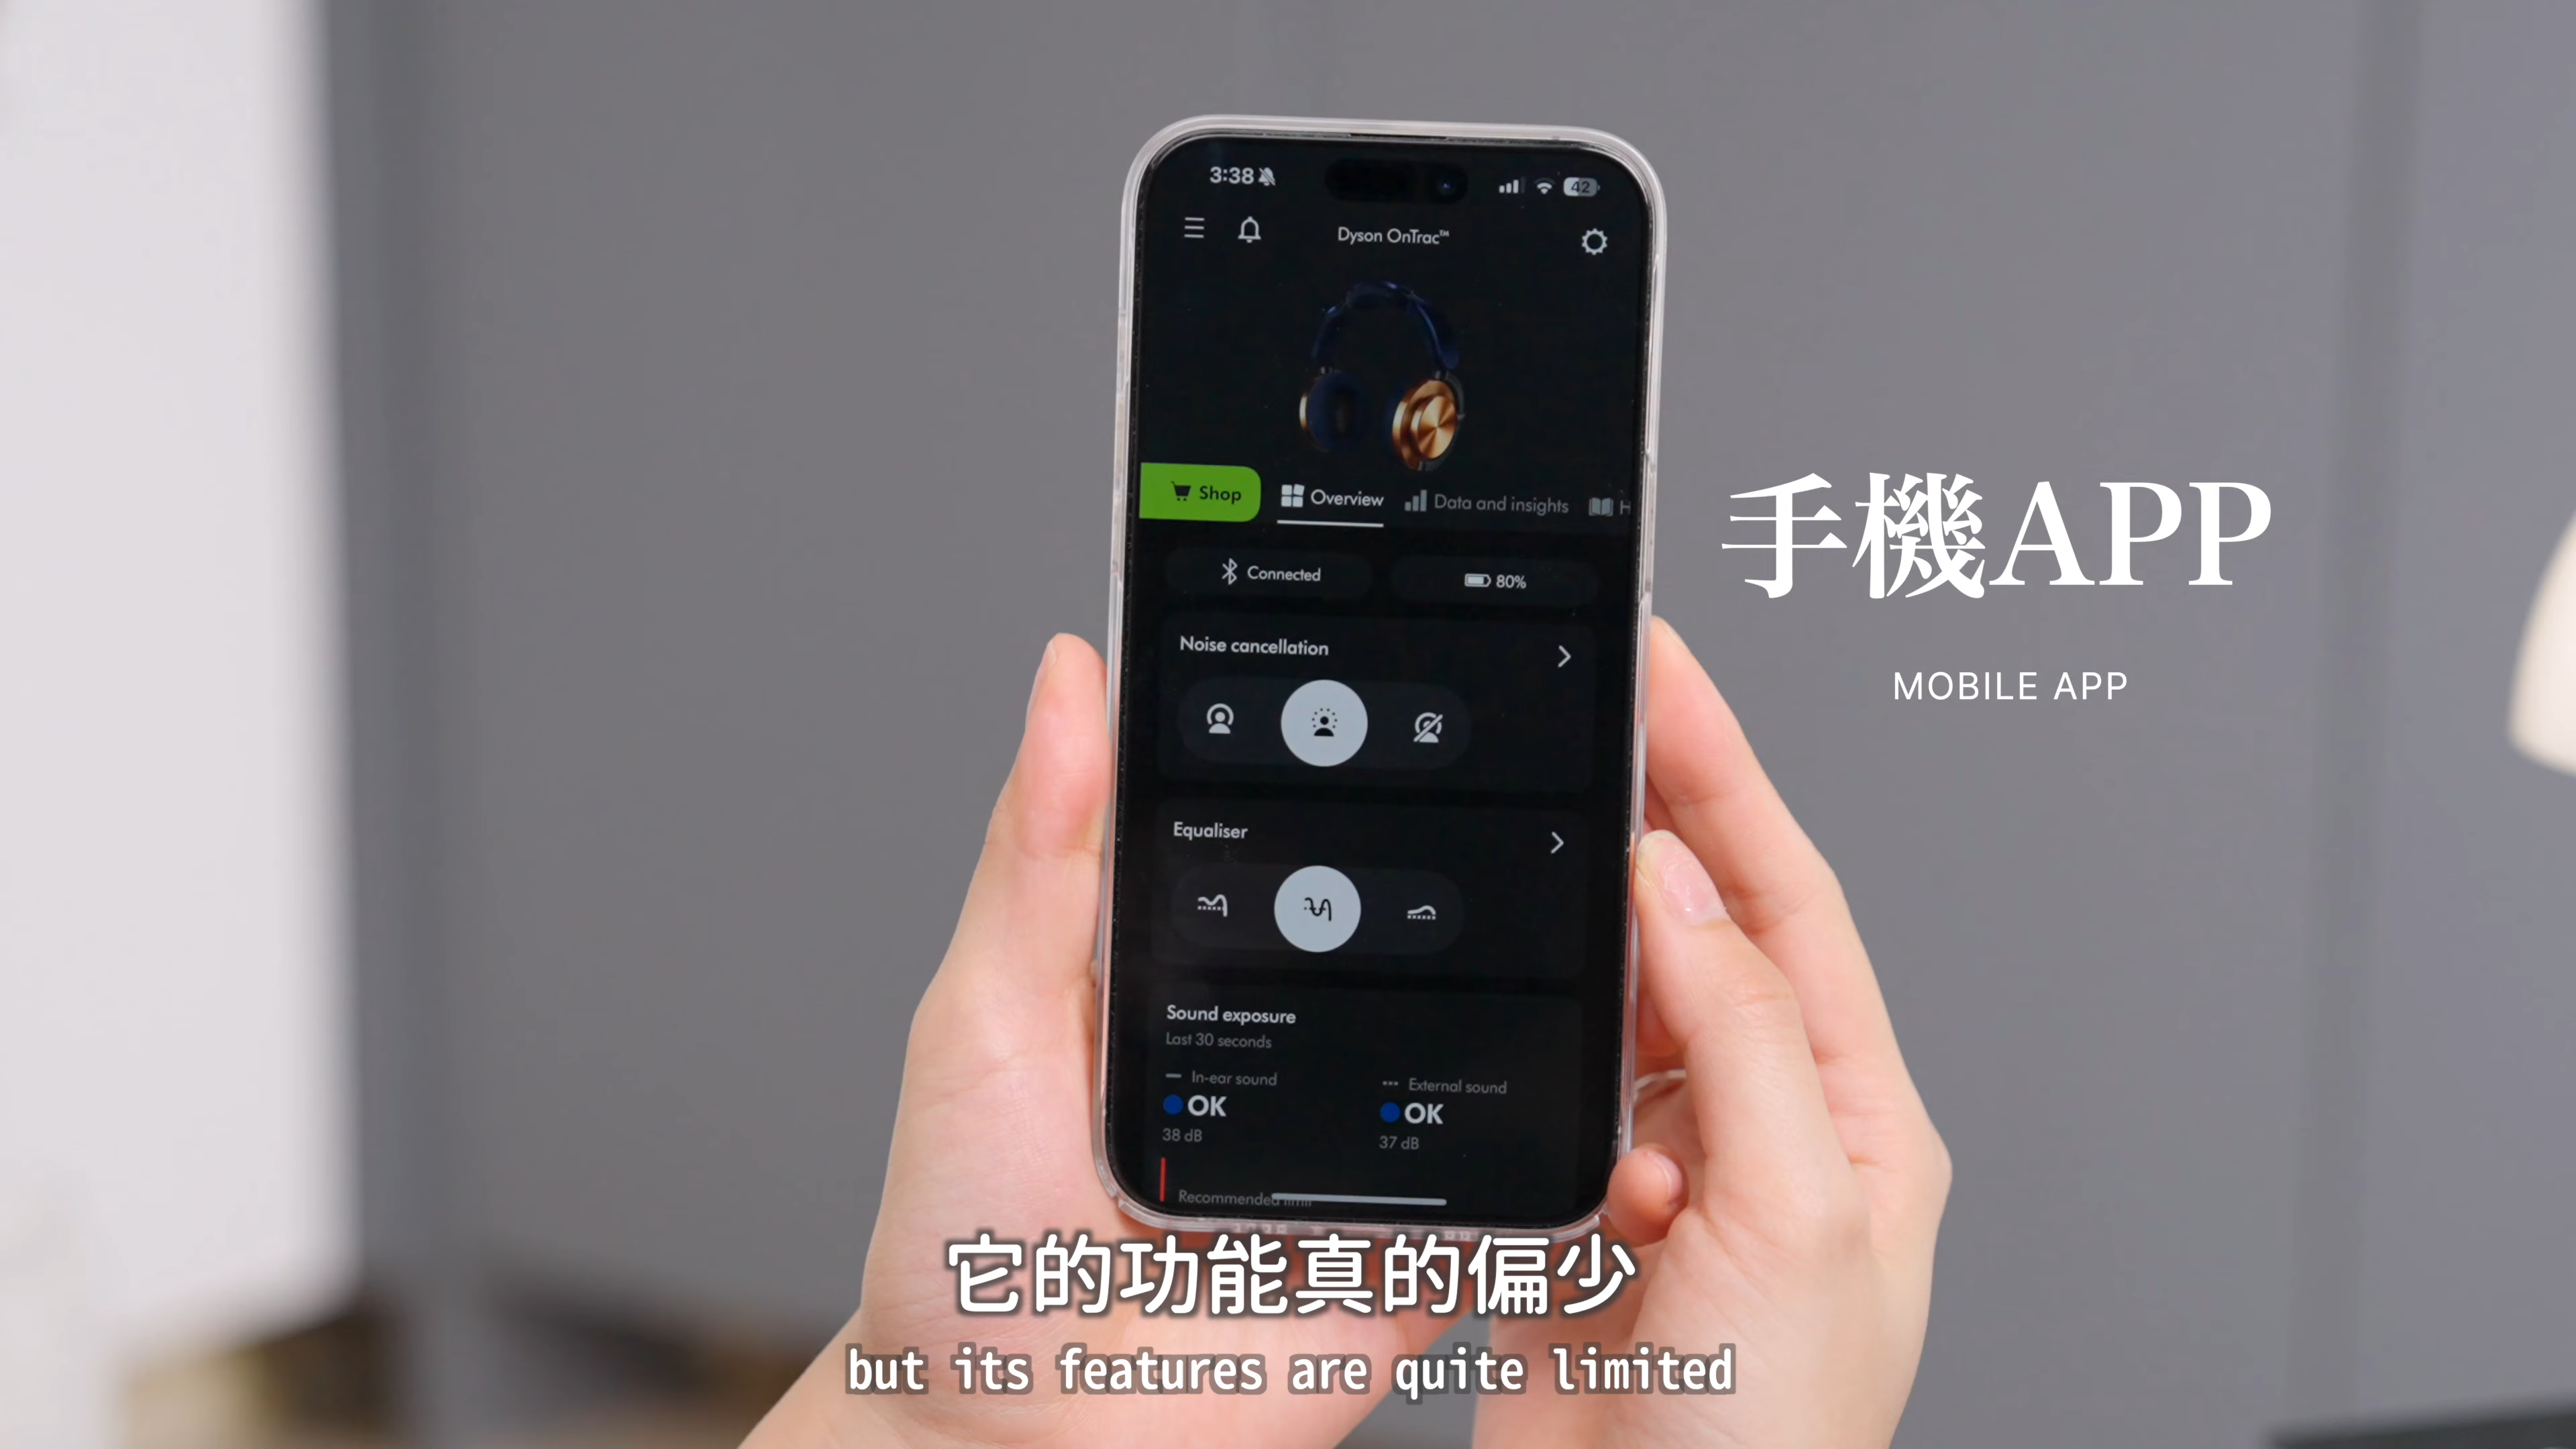 3:38
42
Dyson OnTrac™
Shop
Overview
Data and insights
H
Connected
80%
Noise cancellation
Equaliser
Sound exposure
Last 30 seconds
In-ear sound
OK
38 dB
External sound
OK
37 dB
Recommended limit
手機APP
MOBILE APP
它的功能真的偏少
but its features are quite limited